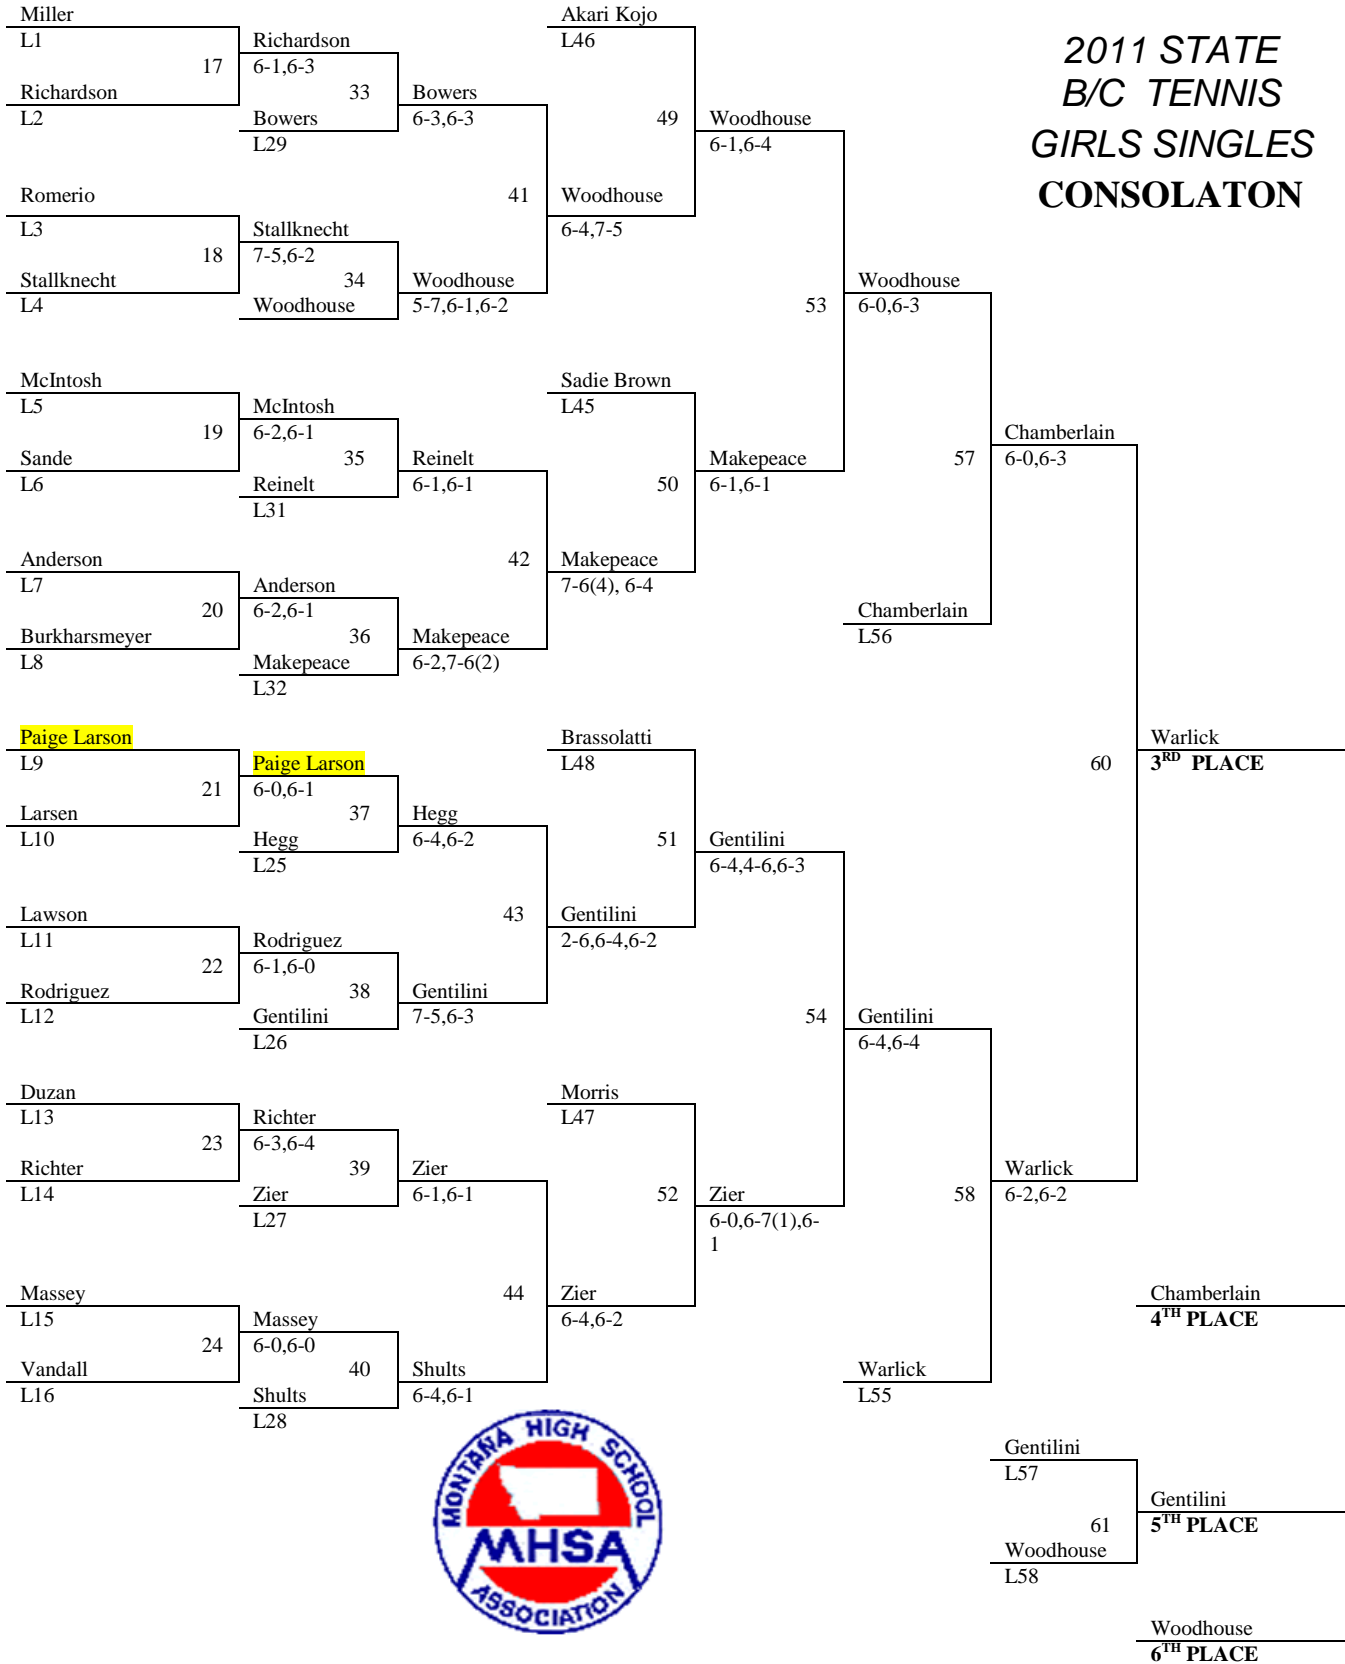 Miller
Akari Kojo
L1
Richardson
L46
2011 STATE
17
6-1,6-3
B/C TENNIS
Richardson
33
Bowers
L2
Bowers
6-3,6-3
49
Woodhouse
GIRLS SINGLES
L29
6-1,6-4
Romerio
41
Woodhouse
CONSOLATON
L3
Stallknecht
6-4,7-5
18
7-5,6-2
Stallknecht
34
Woodhouse
Woodhouse
L4
Woodhouse
5-7,6-1,6-2
53
6-0,6-3
McIntosh
Sadie Brown
L5
McIntosh
L45
19
6-2,6-1
Chamberlain
Sande
35
Reinelt
Makepeace
57
6-0,6-3
L6
Reinelt
6-1,6-1
50
6-1,6-1
L31
Anderson
42
Makepeace
L7
Anderson
7-6(4), 6-4
20
6-2,6-1
Chamberlain
Burkharsmeyer
36
Makepeace
L56
L8
Makepeace
6-2,7-6(2)
L32
Paige Larson
Brassolatti
Warlick
L9
Paige Larson
L48
60
3RD PLACE
21
6-0,6-1
Larsen
37
Hegg
L10
Hegg
6-4,6-2
51
Gentilini
L25
6-4,4-6,6-3
Lawson
43
Gentilini
L11
Rodriguez
2-6,6-4,6-2
22
6-1,6-0
Rodriguez
38
Gentilini
L12
Gentilini
7-5,6-3
54
Gentilini
L26
6-4,6-4
Duzan
Morris
L13
Richter
L47
23
6-3,6-4
Richter
39
Zier
Warlick
L14
Zier
6-1,6-1
52
Zier
58
6-2,6-2
L27
6-0,6-7(1),6-
1
Massey
44
Zier
Chamberlain
L15
Massey
6-4,6-2
4TH PLACE
24
6-0,6-0
Vandall
40
Shults
Warlick
L16
Shults
6-4,6-1
L55
L28
MONTANA HIGH SCHOOL
MHSA
ASSOCIATION
Gentilini
L57
Gentilini
61
5TH PLACE
Woodhouse
L58
Woodhouse
6TH PLACE